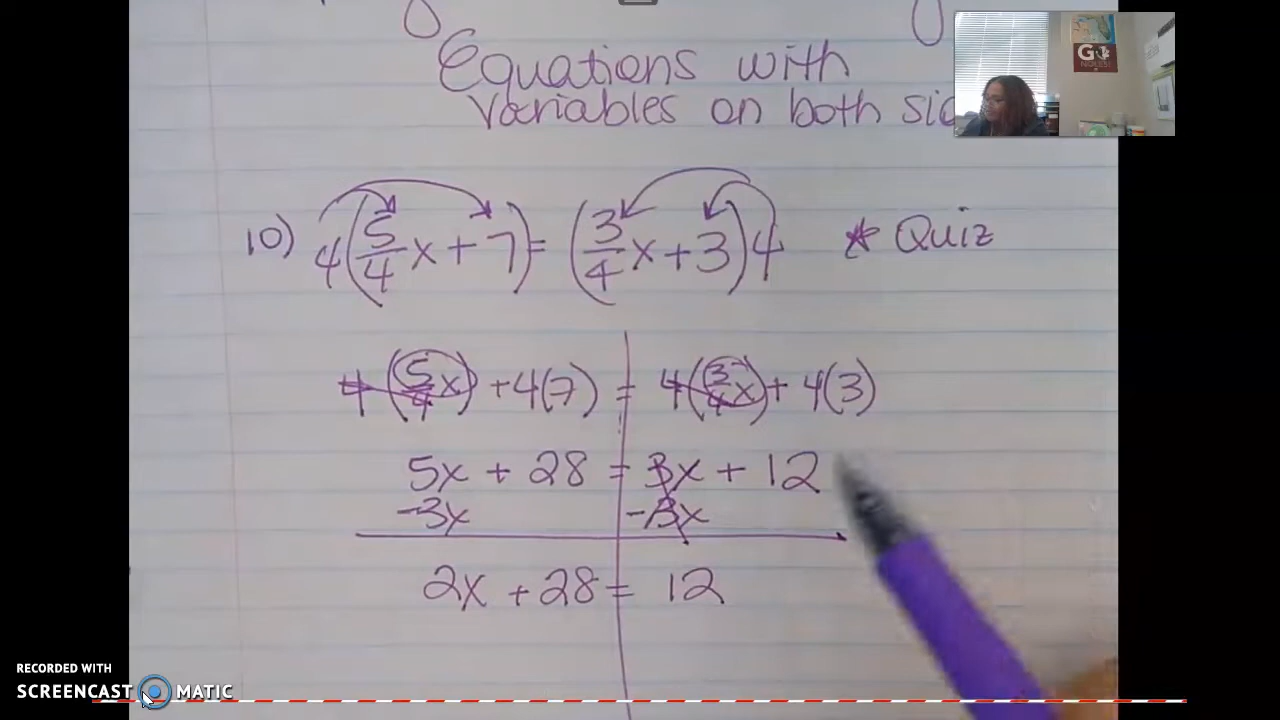 Equations with
variables on both
GO
NOLES!
10) 4(5/4x + 7) = (3/4x + 3)4 * Quiz
4(5/4x) + 4(7) = 4(3/4x) + 4(3)
5x + 28 = 3x + 12
-3x -3x
2x + 28 = 12
RECORDED WITH
SCREENCAST MATIC